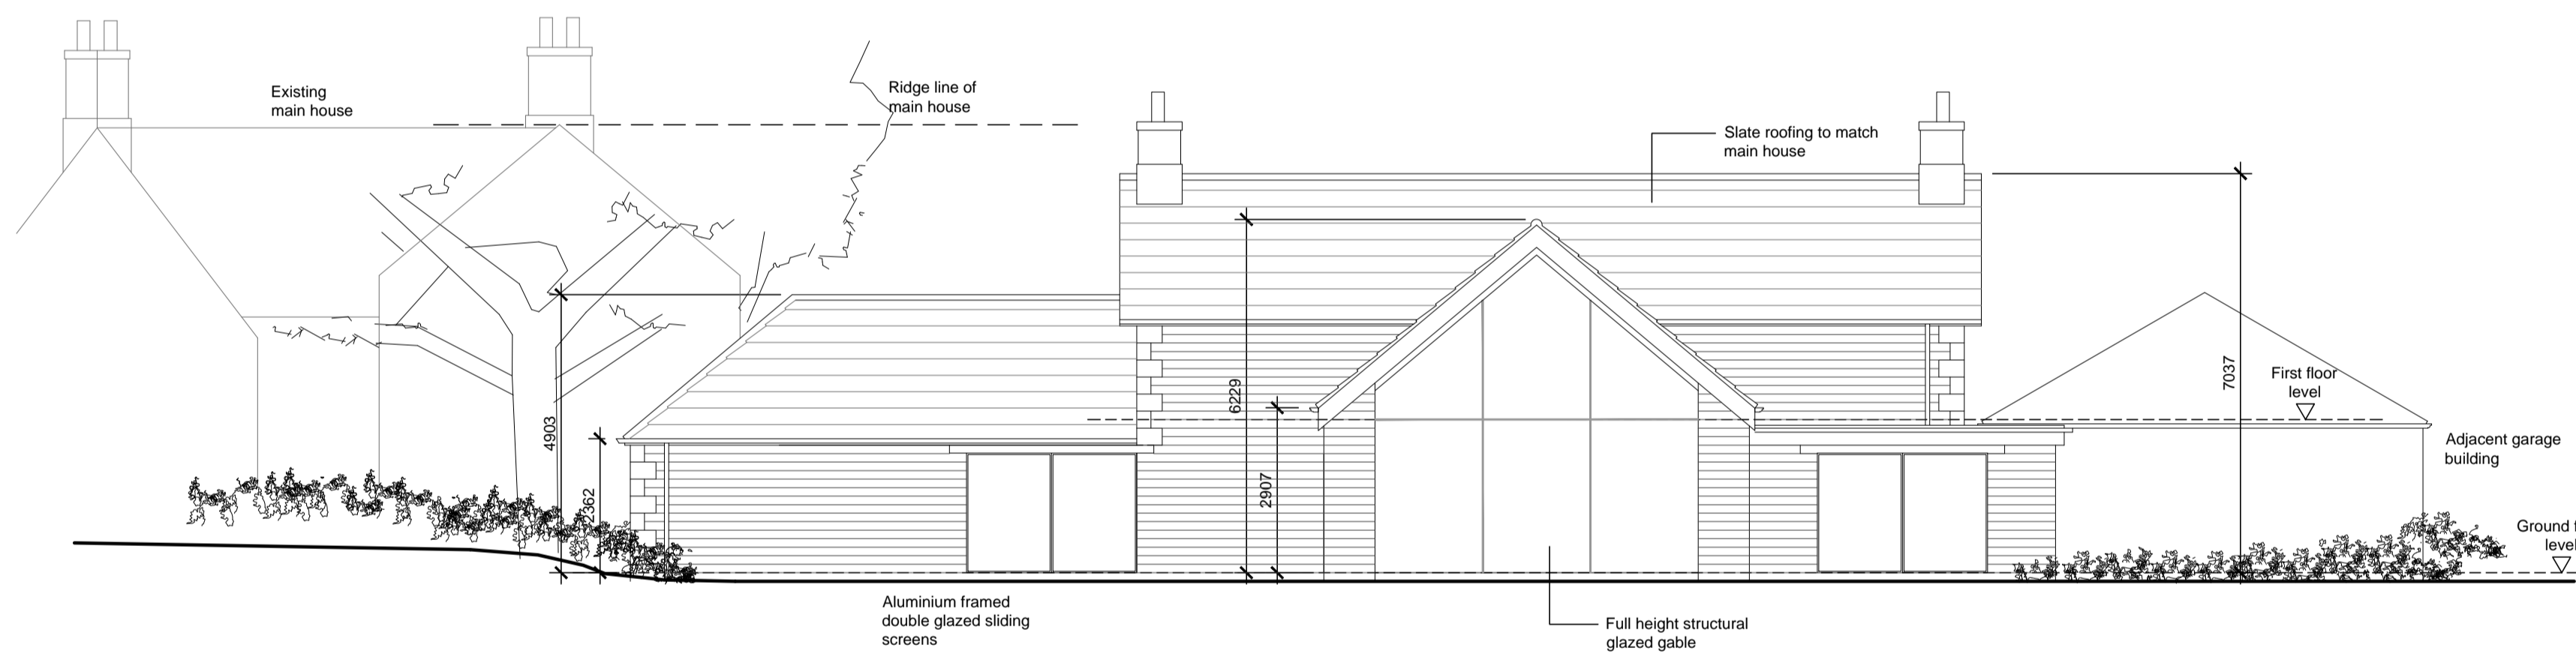 Existing
main house
Ridge line of
main house
Slate roofing to match
main house
First floor
level
Adjacent garage
building
Ground f
level
4903
2362
6229
2907
7037
Aluminium framed
double glazed sliding
screens
Full height structural
glazed gable